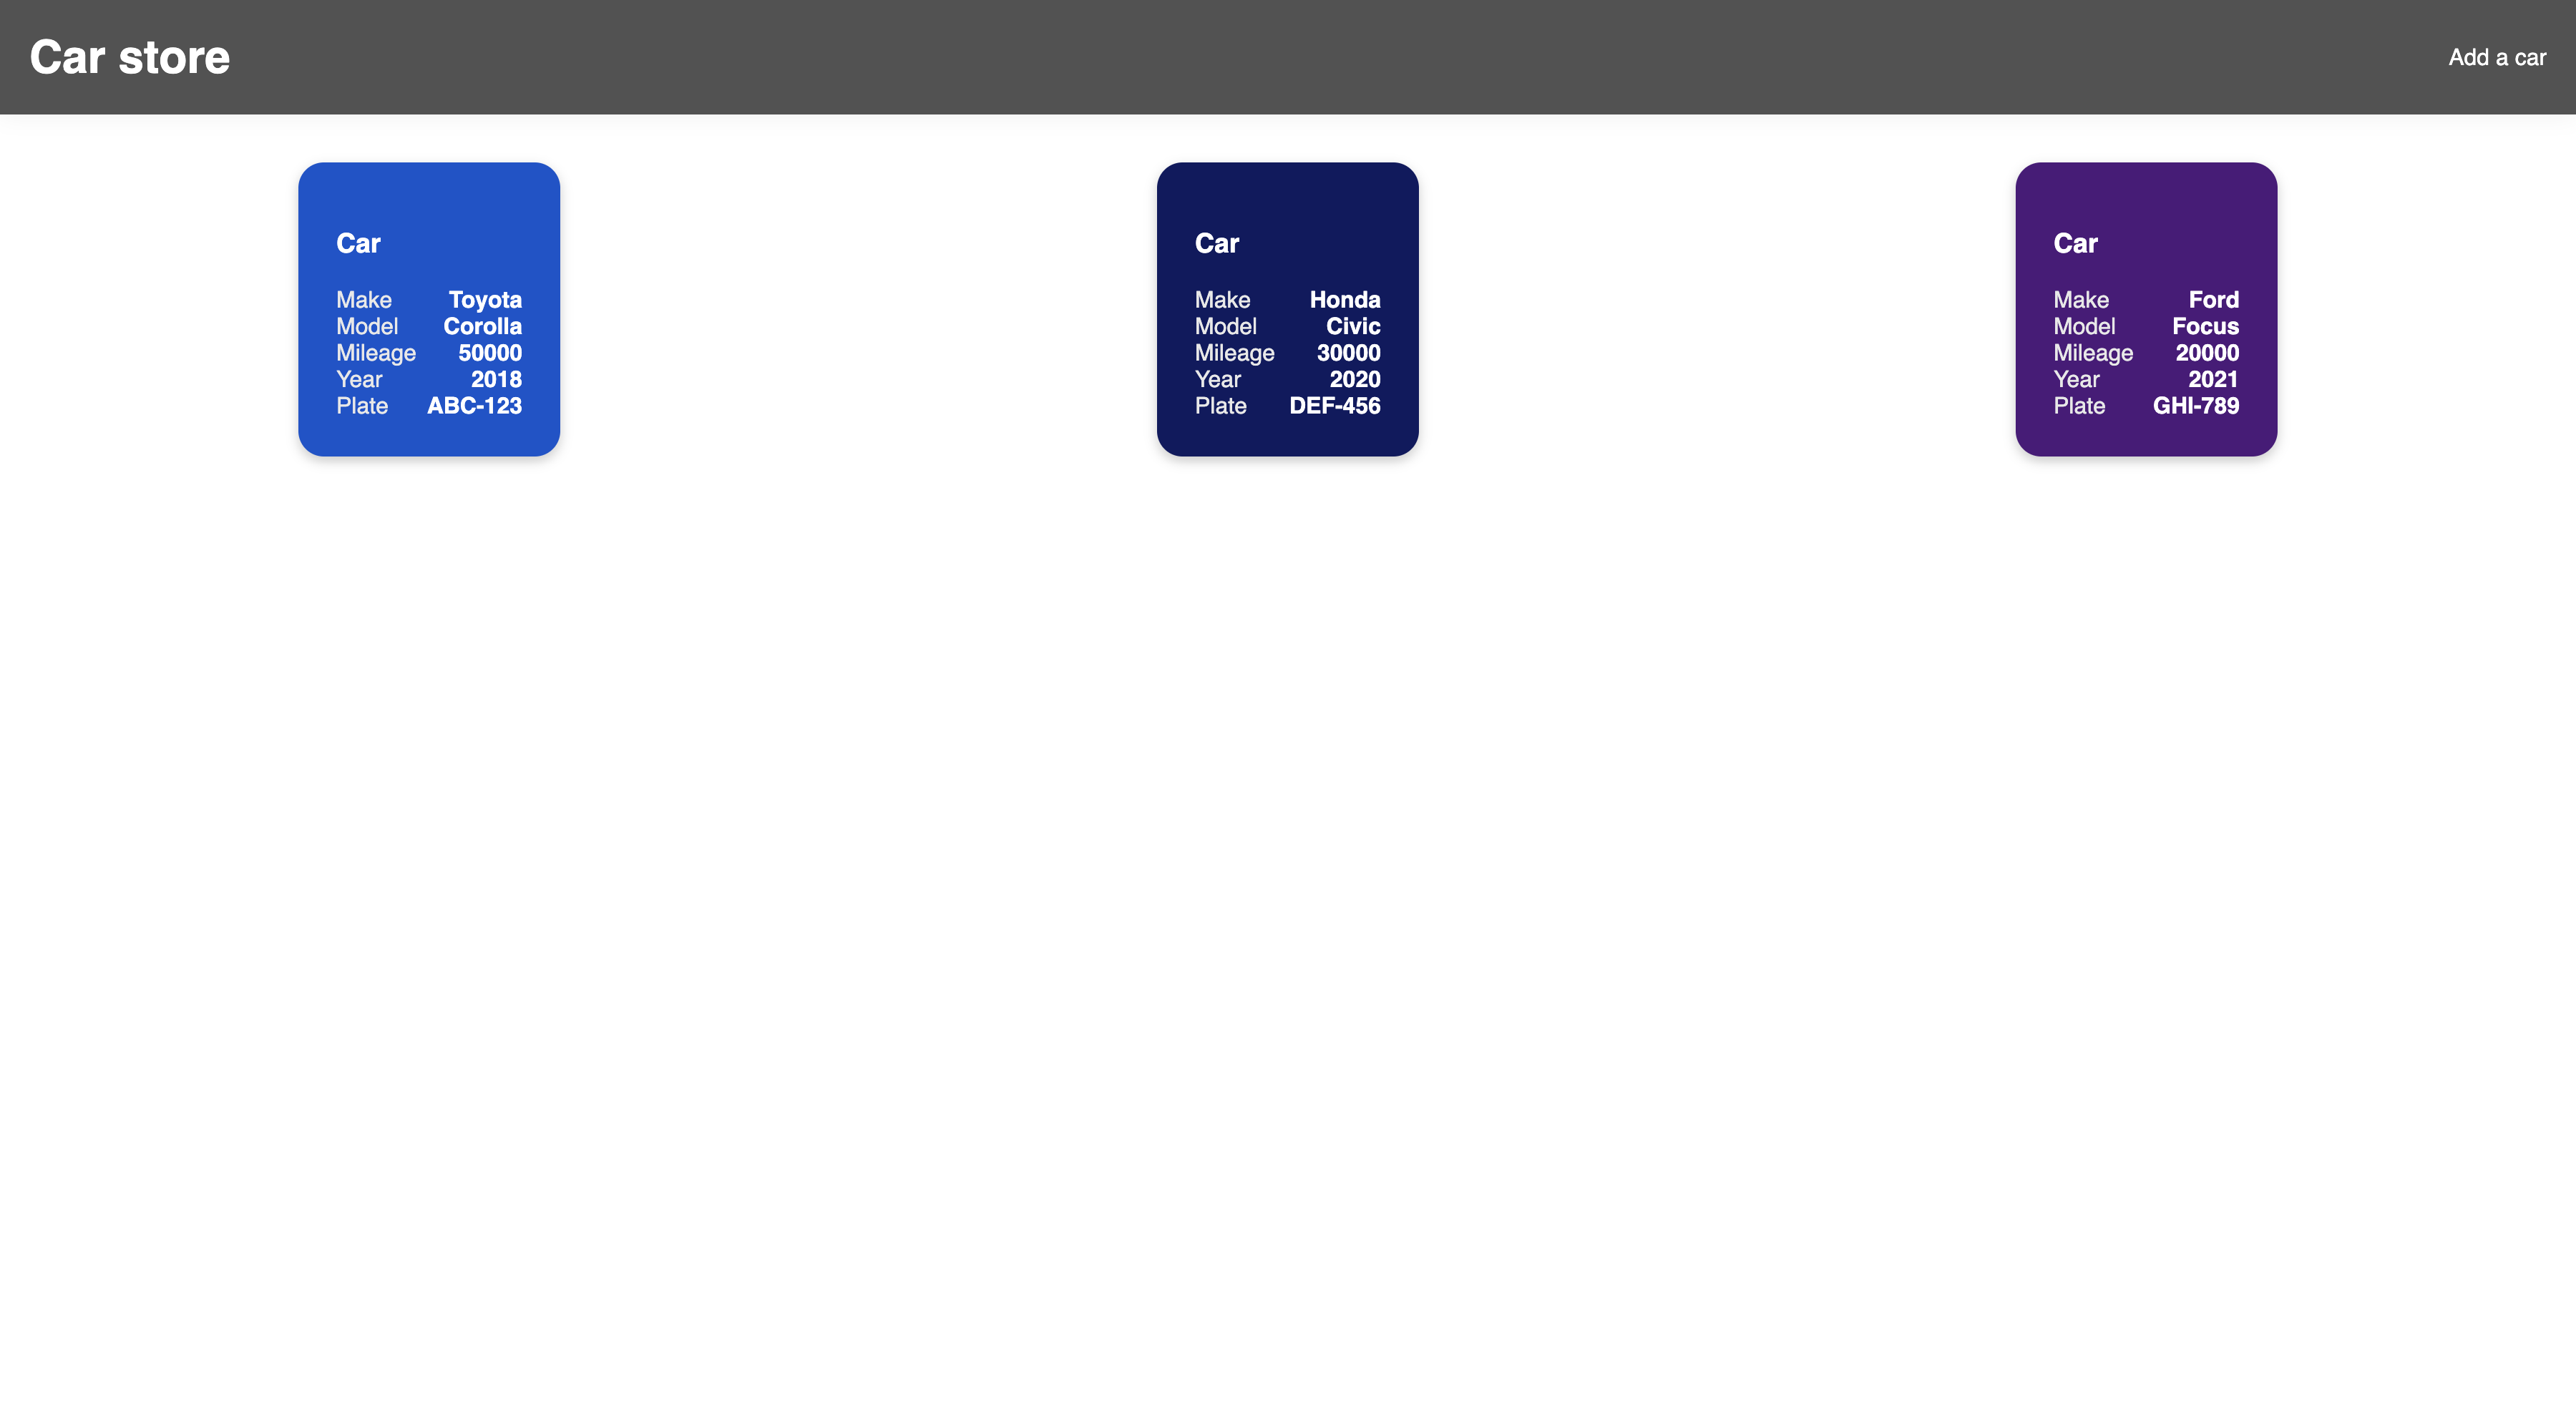 Car store
Add a car
Car
Make Toyota
Model Corolla
Mileage 50000
Year 2018
Plate ABC-123
Car
Make Honda
Model Civic
Mileage 30000
Year 2020
Plate DEF-456
Car
Make Ford
Model Focus
Mileage 20000
Year 2021
Plate GHI-789